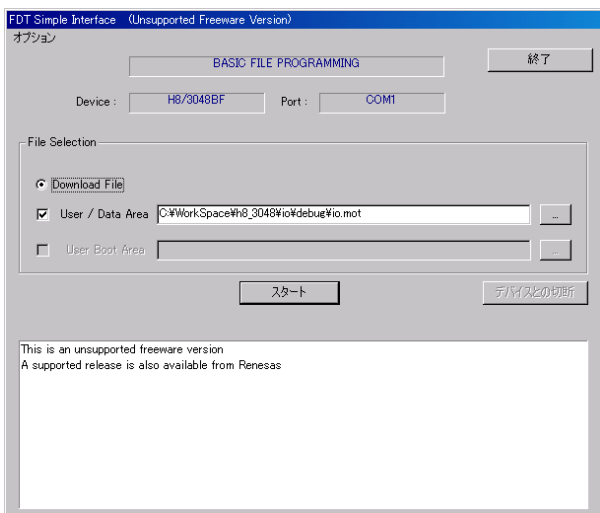 FDT Simple Interface (Unsupported Freeware Version)
オプション
BASIC FILE PROGRAMMING
終了
Device : H8/3048BF Port : COM1
File Selection
Download File
User / Data Area C:¥WorkSpace¥h8_3048¥io¥debug¥io.mot ...
User Boot Area ...
スタート デバイスとの切断
This is an unsupported freeware version
A supported release is also available from Renesas